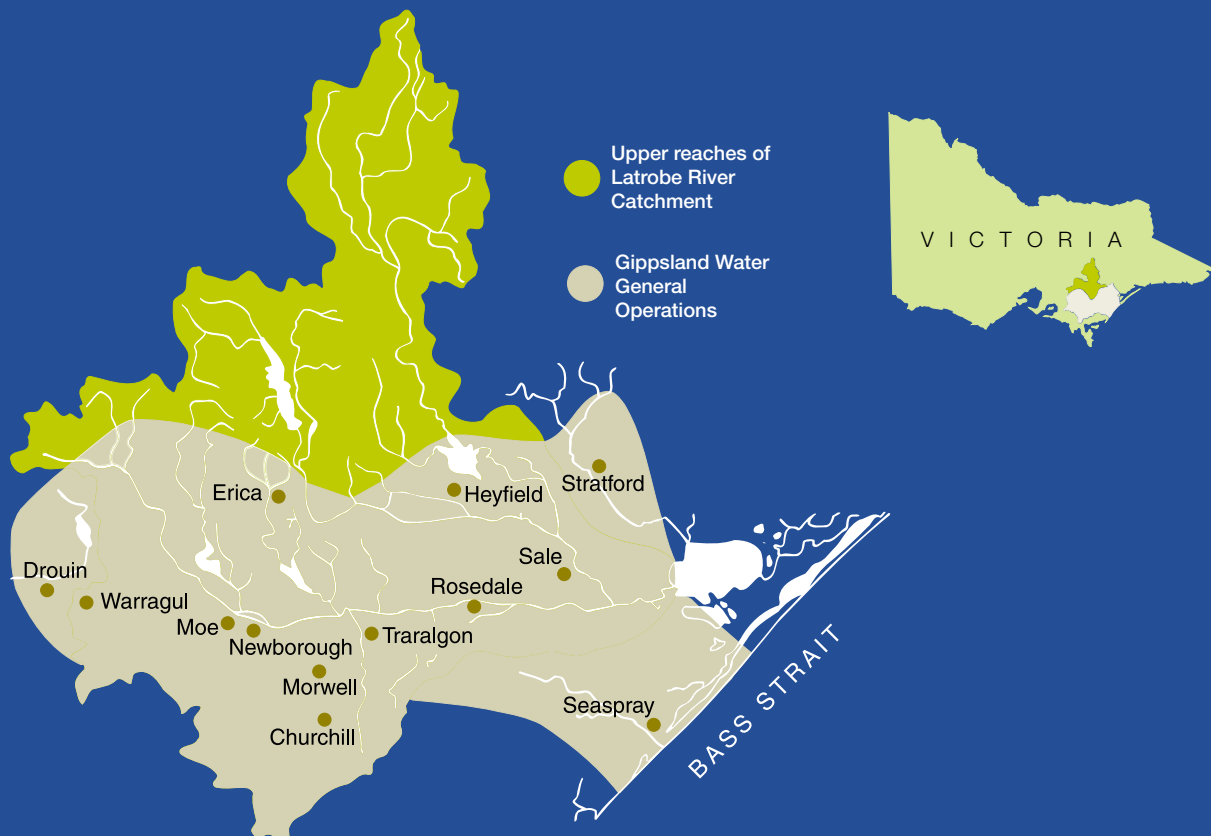 Upper reaches of
Latrobe River
Catchment
VICTORIA
Gippsland Water
General
Operations
Erica
Heyfield
Stratford
Sale
Drouin
Rosedale
Warragul
Moe
Traralgon
Newborough
Morwell
Seaspray
Churchill
BASS STRAIT